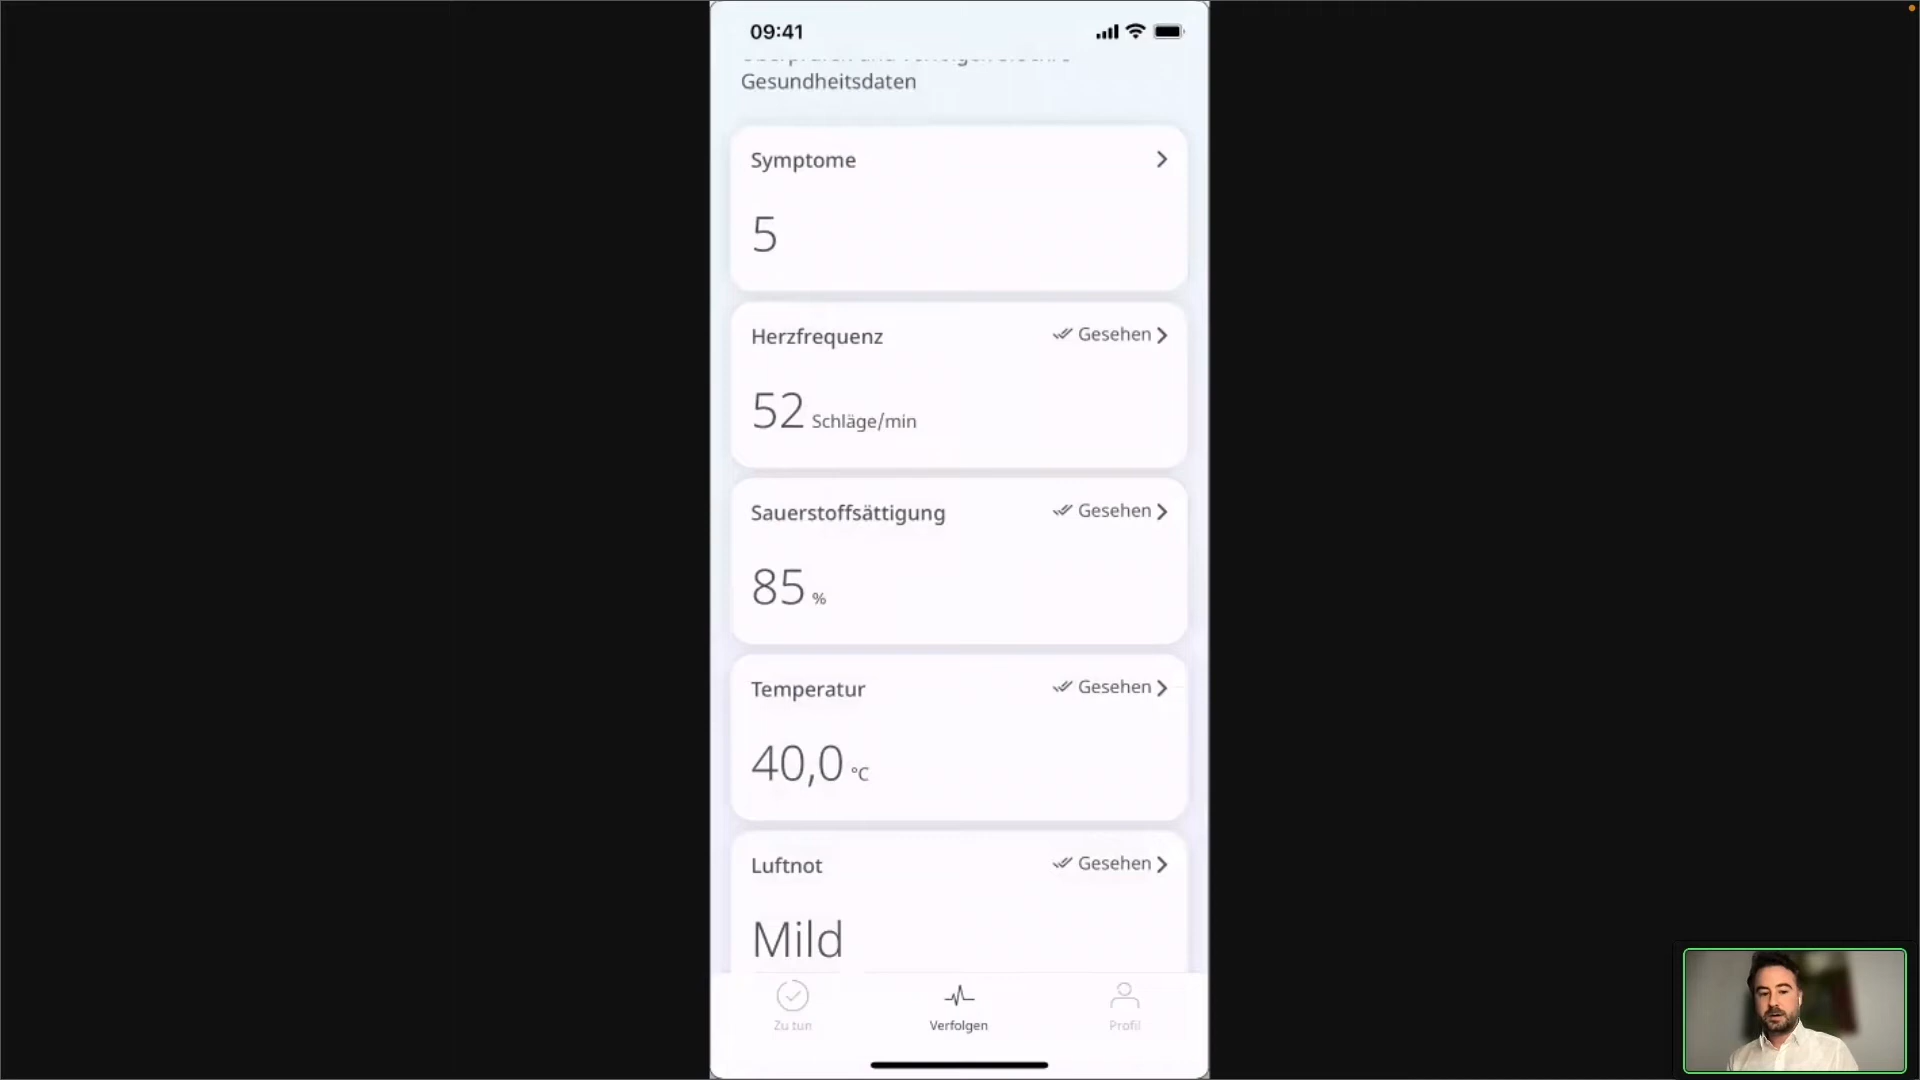 09:41
Gesundheitsdaten
Symptome
5
Herzfrequenz
Gesehen
52 Schläge/min
Sauerstoffsättigung
Gesehen
85 %
Temperatur
Gesehen
40,0 °C
Luftnot
Gesehen
Mild
Zu tun
Verfolgen
Profil